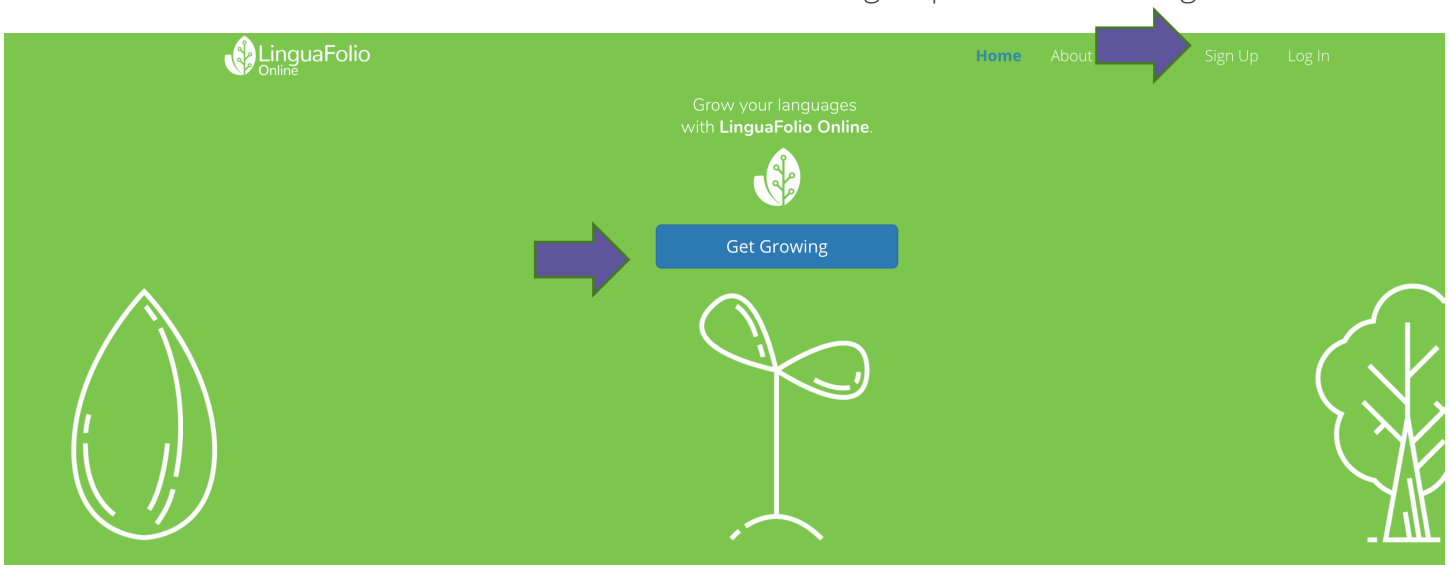 LinguaFolio
Online
Home About Sign Up Log In
Grow your languages
with LinguaFolio Online.
Get Growing